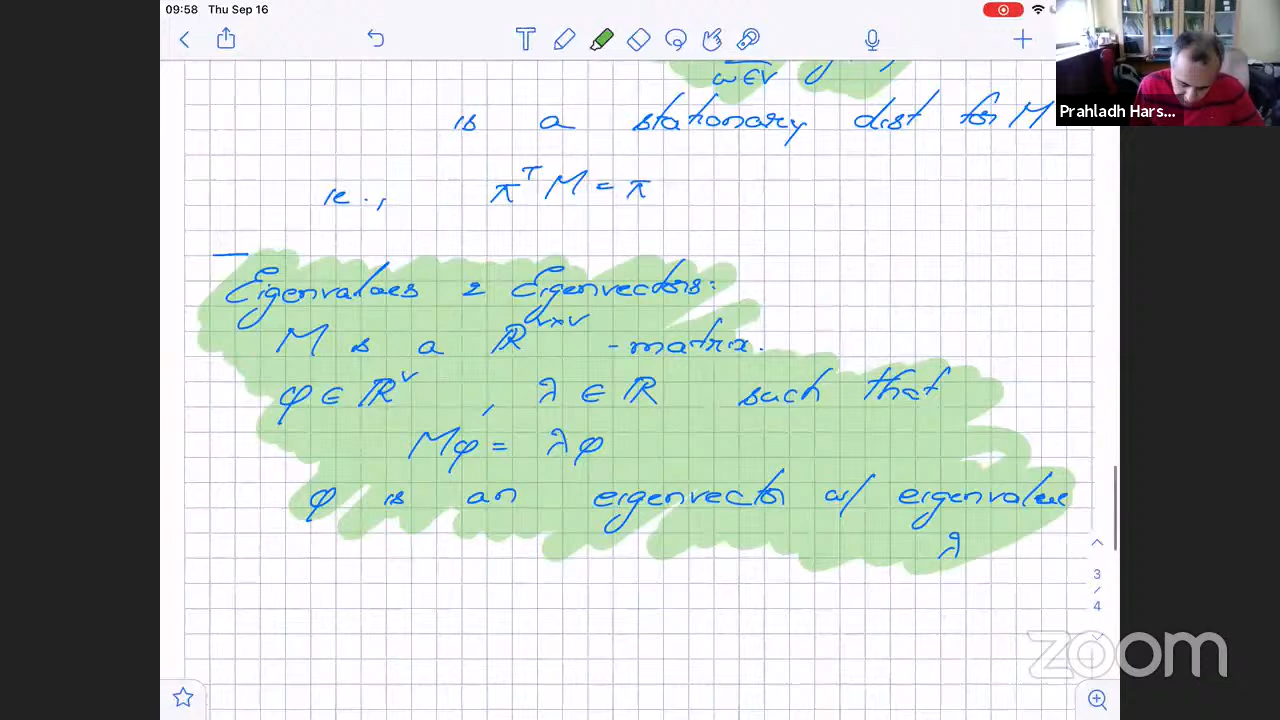 09:58 Thu Sep 16
Prahladh Hars...
w∈V
is a stationary dist for M
ie., π^T M = π
Eigenvalues & Eigenvectors:
M is a ℝ^{V×V} - matrix.
φ ∈ ℝ^V, λ ∈ ℝ such that
Mφ = λφ
φ is an eigenvector w/ eigenvalue
λ
3
/
4
zoom